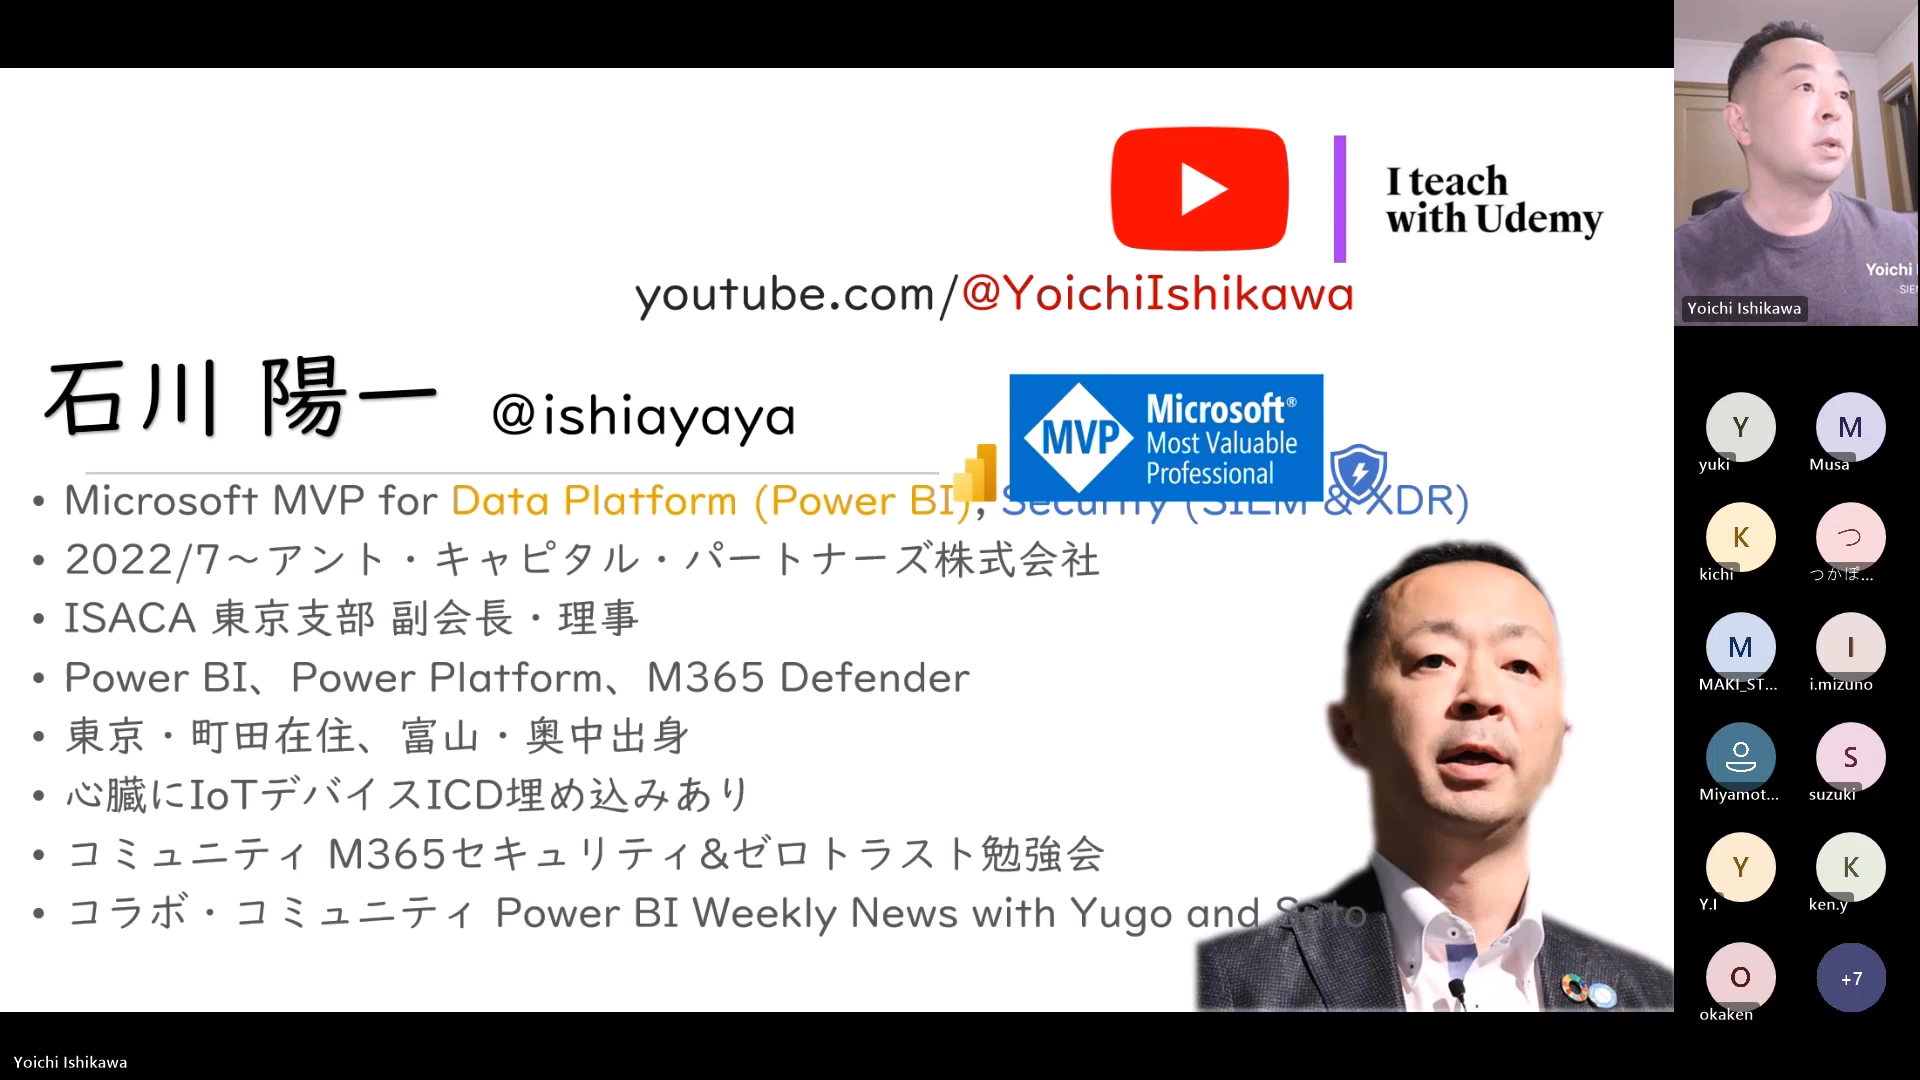 I teach
with Udemy
youtube.com/@YoichiIshikawa
石川 陽一 @ishiayaya
MVP
Microsoft®
Most Valuable
Professional
• Microsoft MVP for Data Platform (Power BI), Security (SIEM & XDR)
• 2022/7～アント・キャピタル・パートナーズ株式会社
• ISACA 東京支部 副会長・理事
• Power BI、Power Platform、M365 Defender
• 東京・町田在住、富山・奥中出身
• 心臓にIoTデバイスICD埋め込みあり
• コミュニティ M365セキュリティ&ゼロトラスト勉強会
• コラボ・コミュニティ Power BI Weekly News with Yugo and Sato
Yoichi Ishikawa
Yoichi
SIE
Yoichi Ishikawa
Y
yuki
M
Musa
K
kichi
つ
つかぽ...
M
MAKI_ST...
I
i.mizuno
Miyamot...
S
suzuki
Y
Y.I
K
ken.y
O
okaken
+7